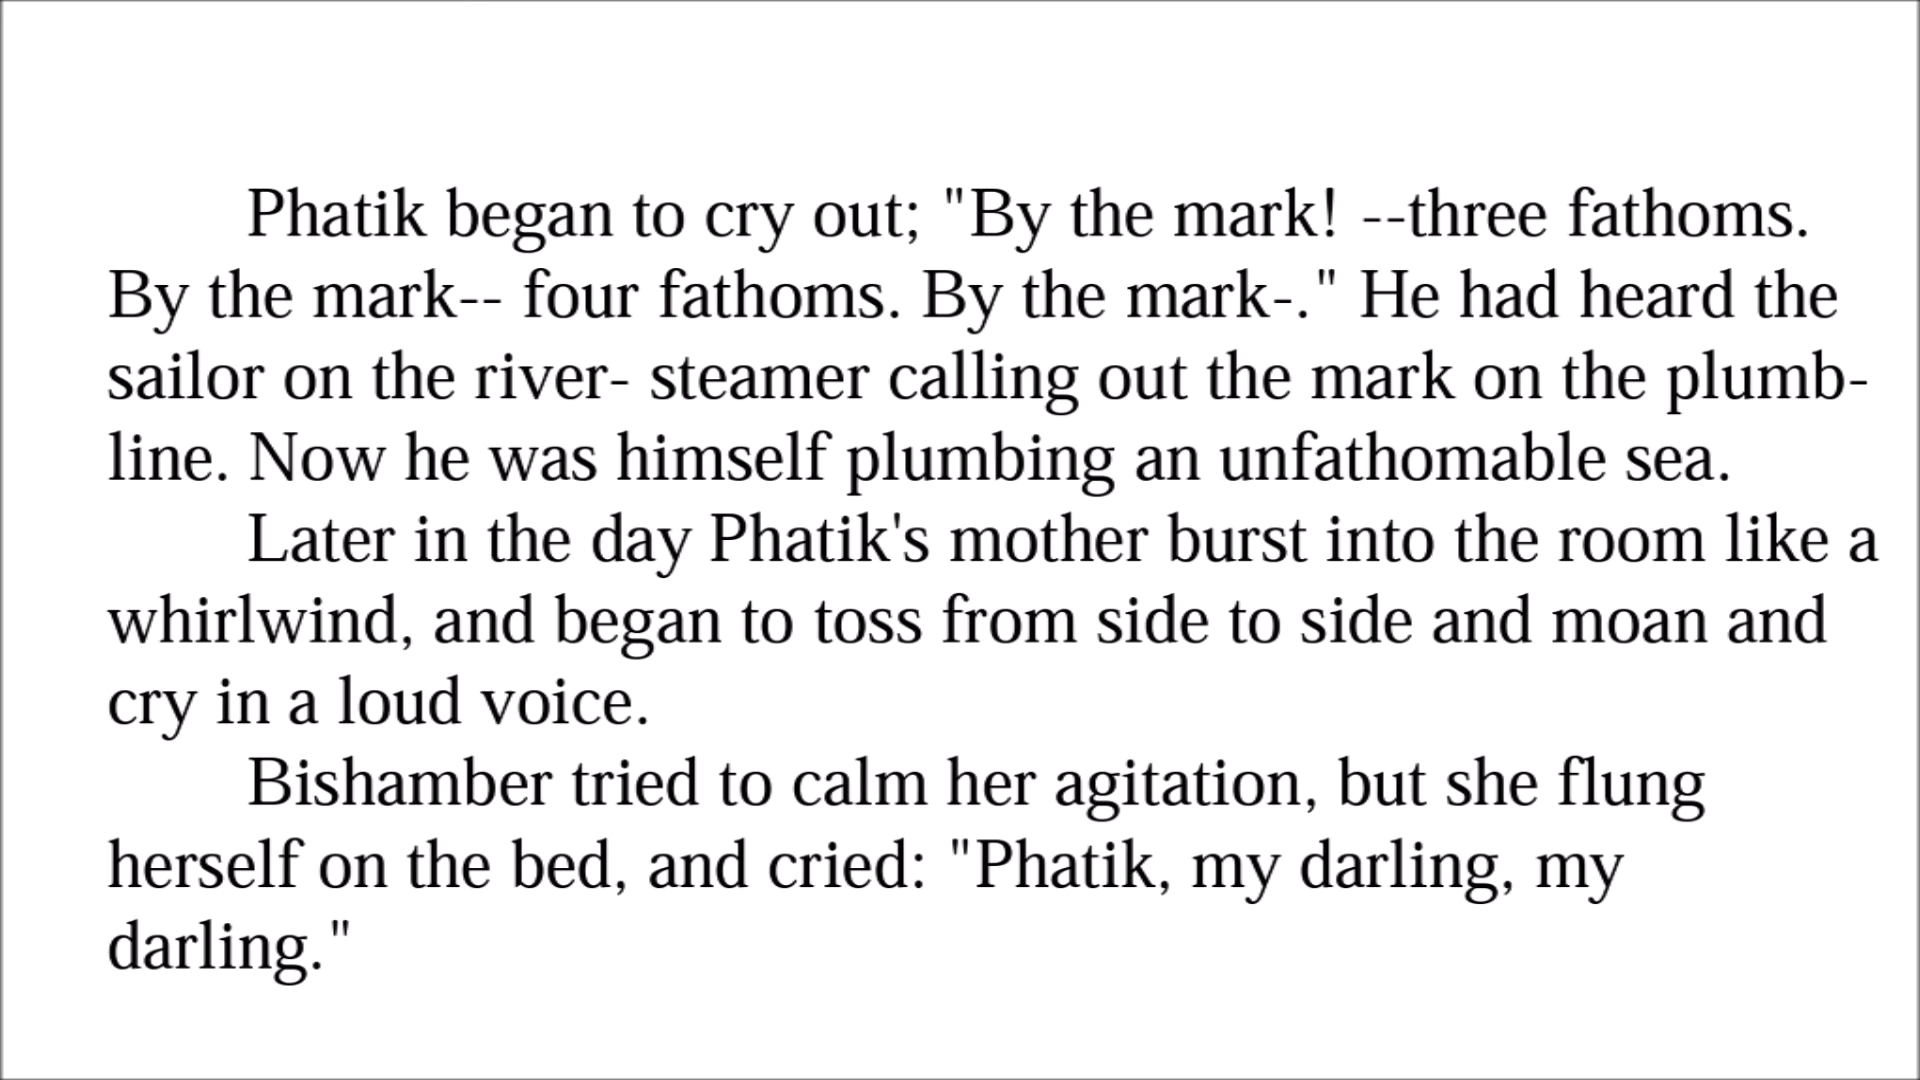 Phatik began to cry out; "By the mark! --three fathoms.
By the mark-- four fathoms. By the mark-." He had heard the
sailor on the river- steamer calling out the mark on the plumb-
line. Now he was himself plumbing an unfathomable sea.
Later in the day Phatik's mother burst into the room like a
whirlwind, and began to toss from side to side and moan and
cry in a loud voice.
Bishamber tried to calm her agitation, but she flung
herself on the bed, and cried: "Phatik, my darling, my
darling."